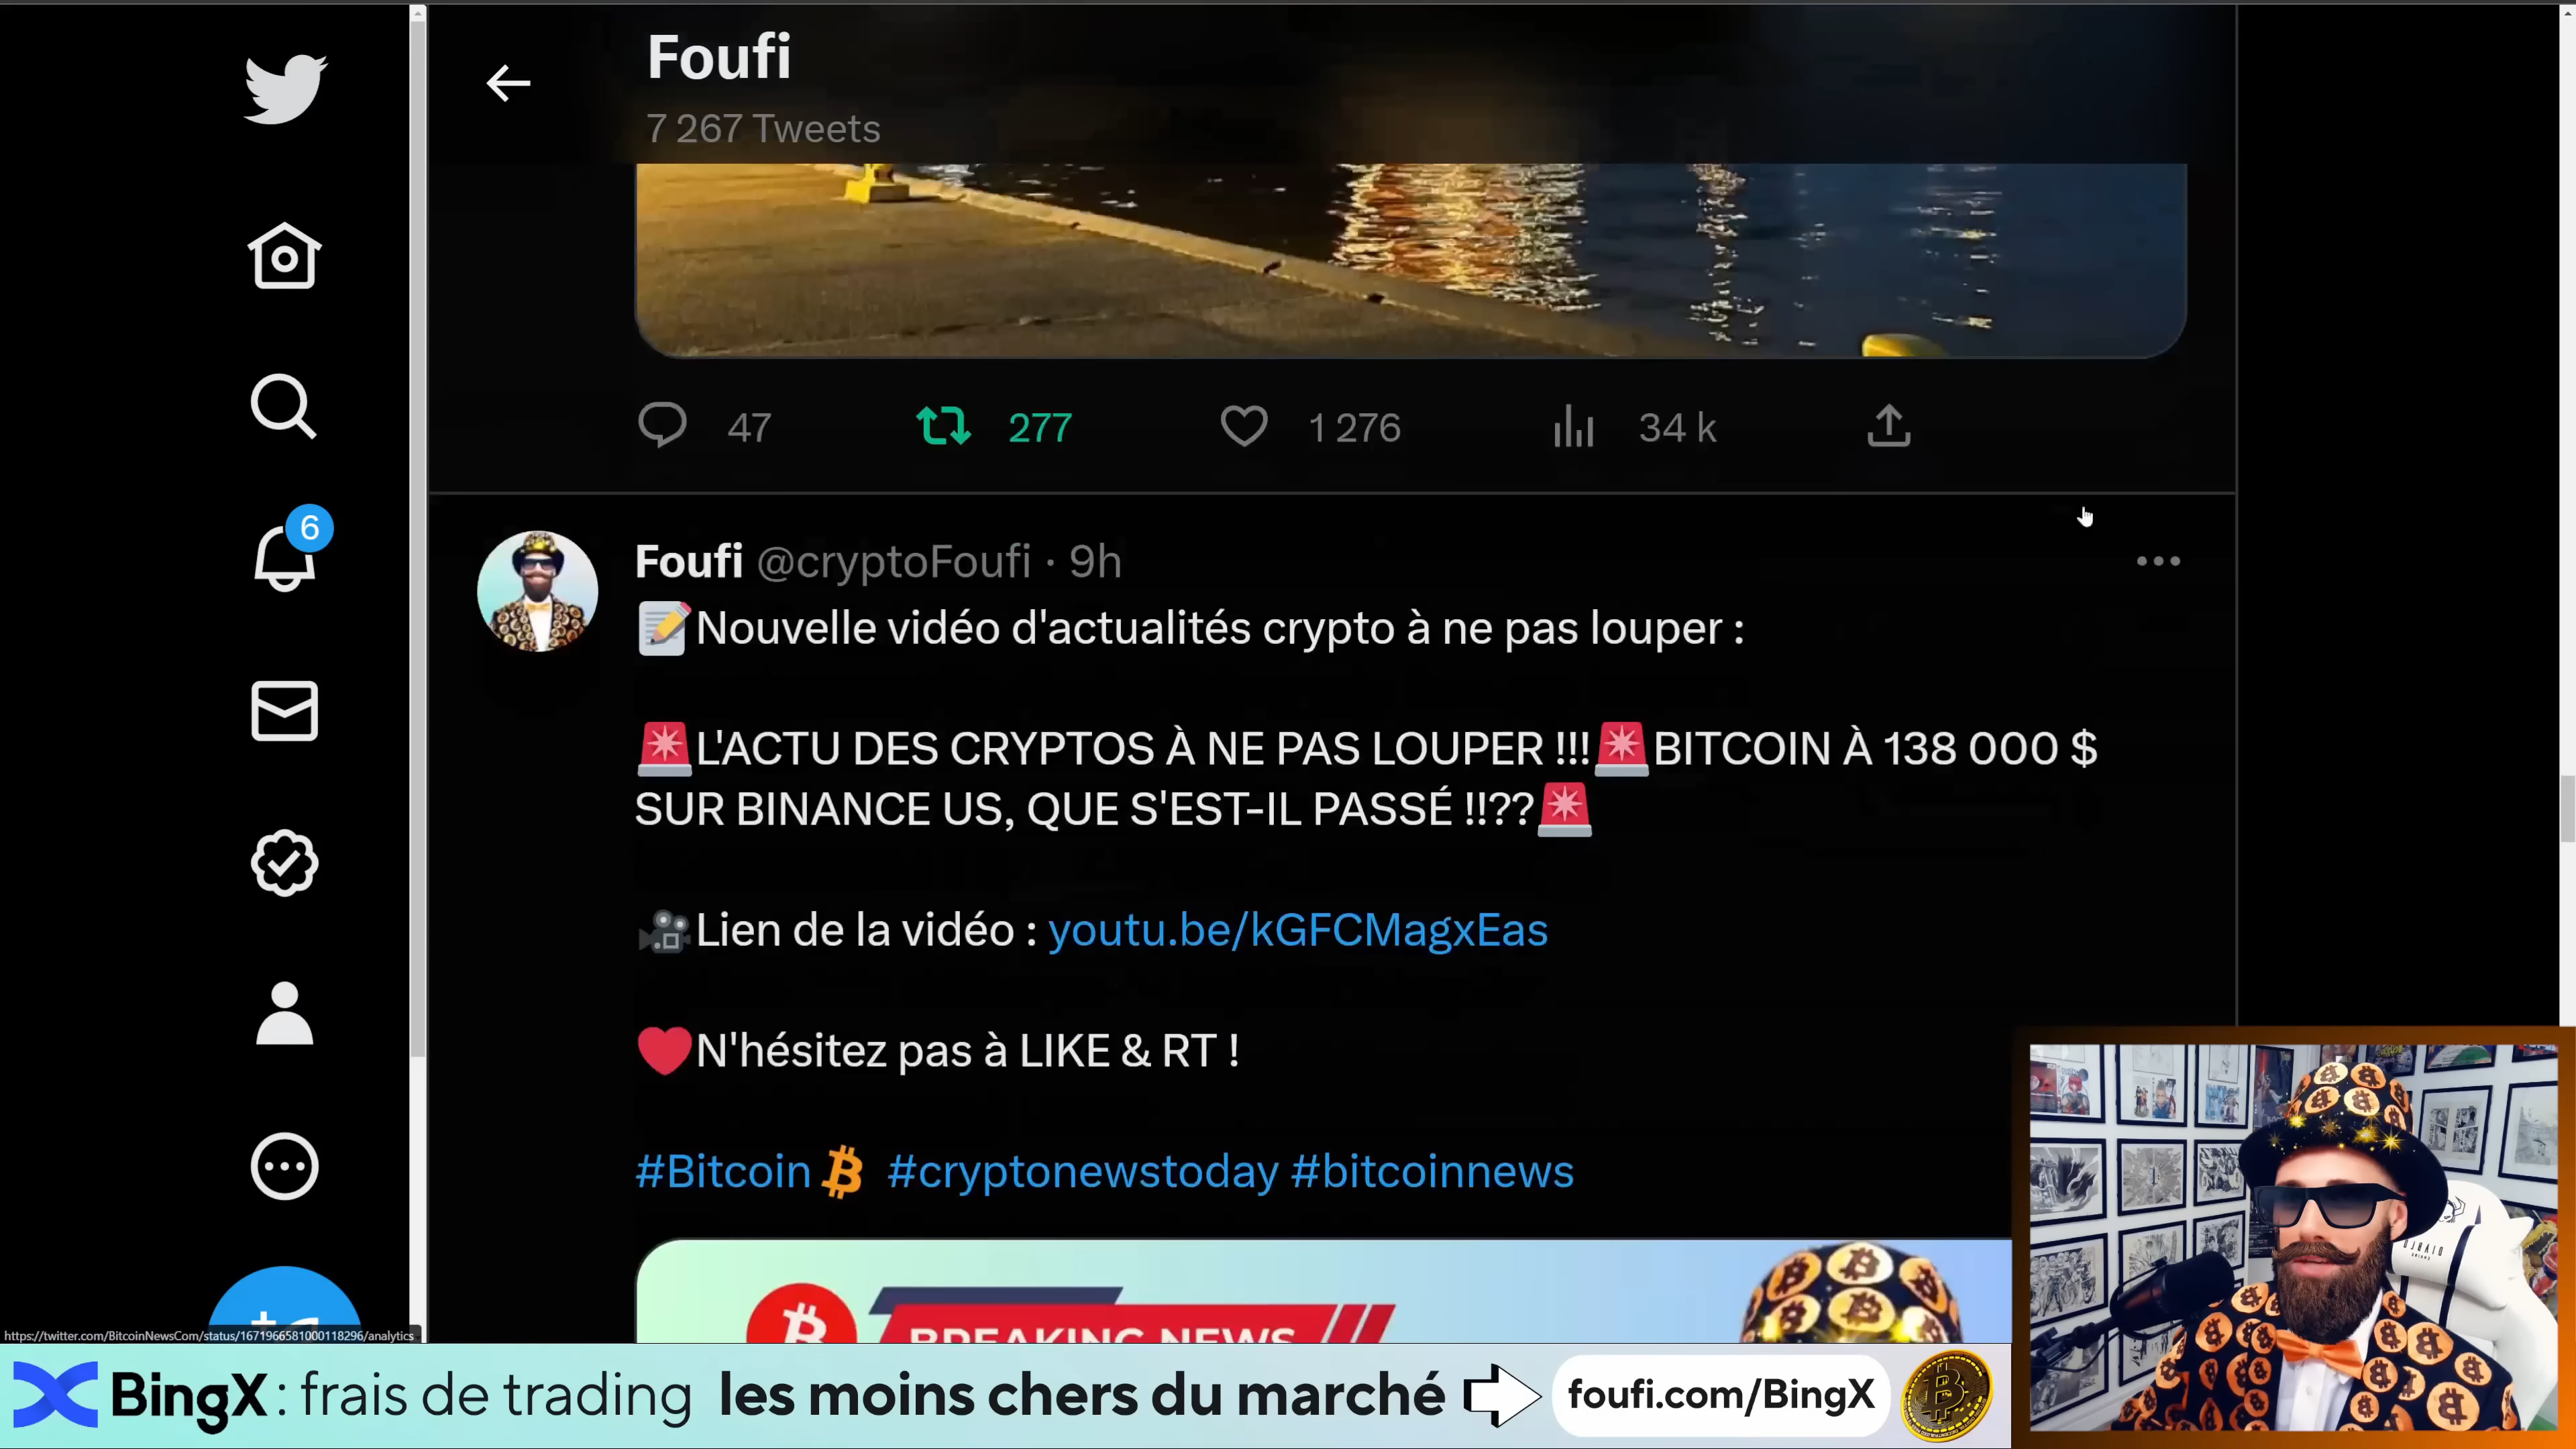 Foufi
7 267 Tweets
47
277
1 276
34 k
6
Foufi @cryptoFoufi · 9h
📝Nouvelle vidéo d'actualités crypto à ne pas louper :
🚨L'ACTU DES CRYPTOS À NE PAS LOUPER !!!🚨BITCOIN À 138 000 $
SUR BINANCE US, QUE S'EST-IL PASSÉ !!??🚨
🎥Lien de la vidéo : youtu.be/kGFCMagxEas
❤️N'hésitez pas à LIKE & RT !
#Bitcoin #cryptonewstoday #bitcoinnews
BREAKING NEWS
https://twitter.com/BitcoinNewsCom/status/1671966581000118296/analytics
BingX : frais de trading les moins chers du marché
foufi.com/BingX